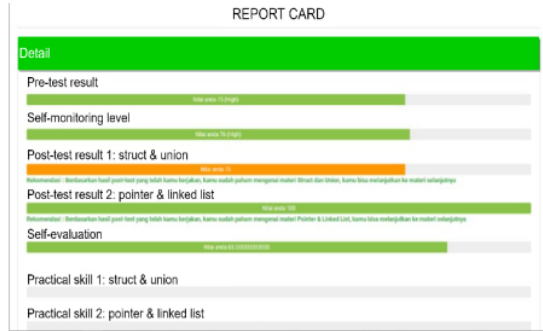 REPORT CARD
Detail
Pre-test result
Nilai anda 75 (High)
Self-monitoring level
Nilai anda 76 (High)
Post-test result 1: struct & union
Nilai anda 75
Rekomendasi : Berdasarkan hasil post-test yang telah kamu kerjakan, kamu sudah paham mengenai materi Struct dan Union, kamu bisa melanjutkan ke materi selanjutnya
Post-test result 2: pointer & linked list
Nilai anda 100
Rekomendasi : Berdasarkan hasil post-test yang telah kamu kerjakan, kamu sudah paham mengenai materi Pointer & Linked List, kamu bisa melanjutkan ke materi selanjutnya
Self-evaluation
Nilai anda
Practical skill 1: struct & union
Practical skill 2: pointer & linked list